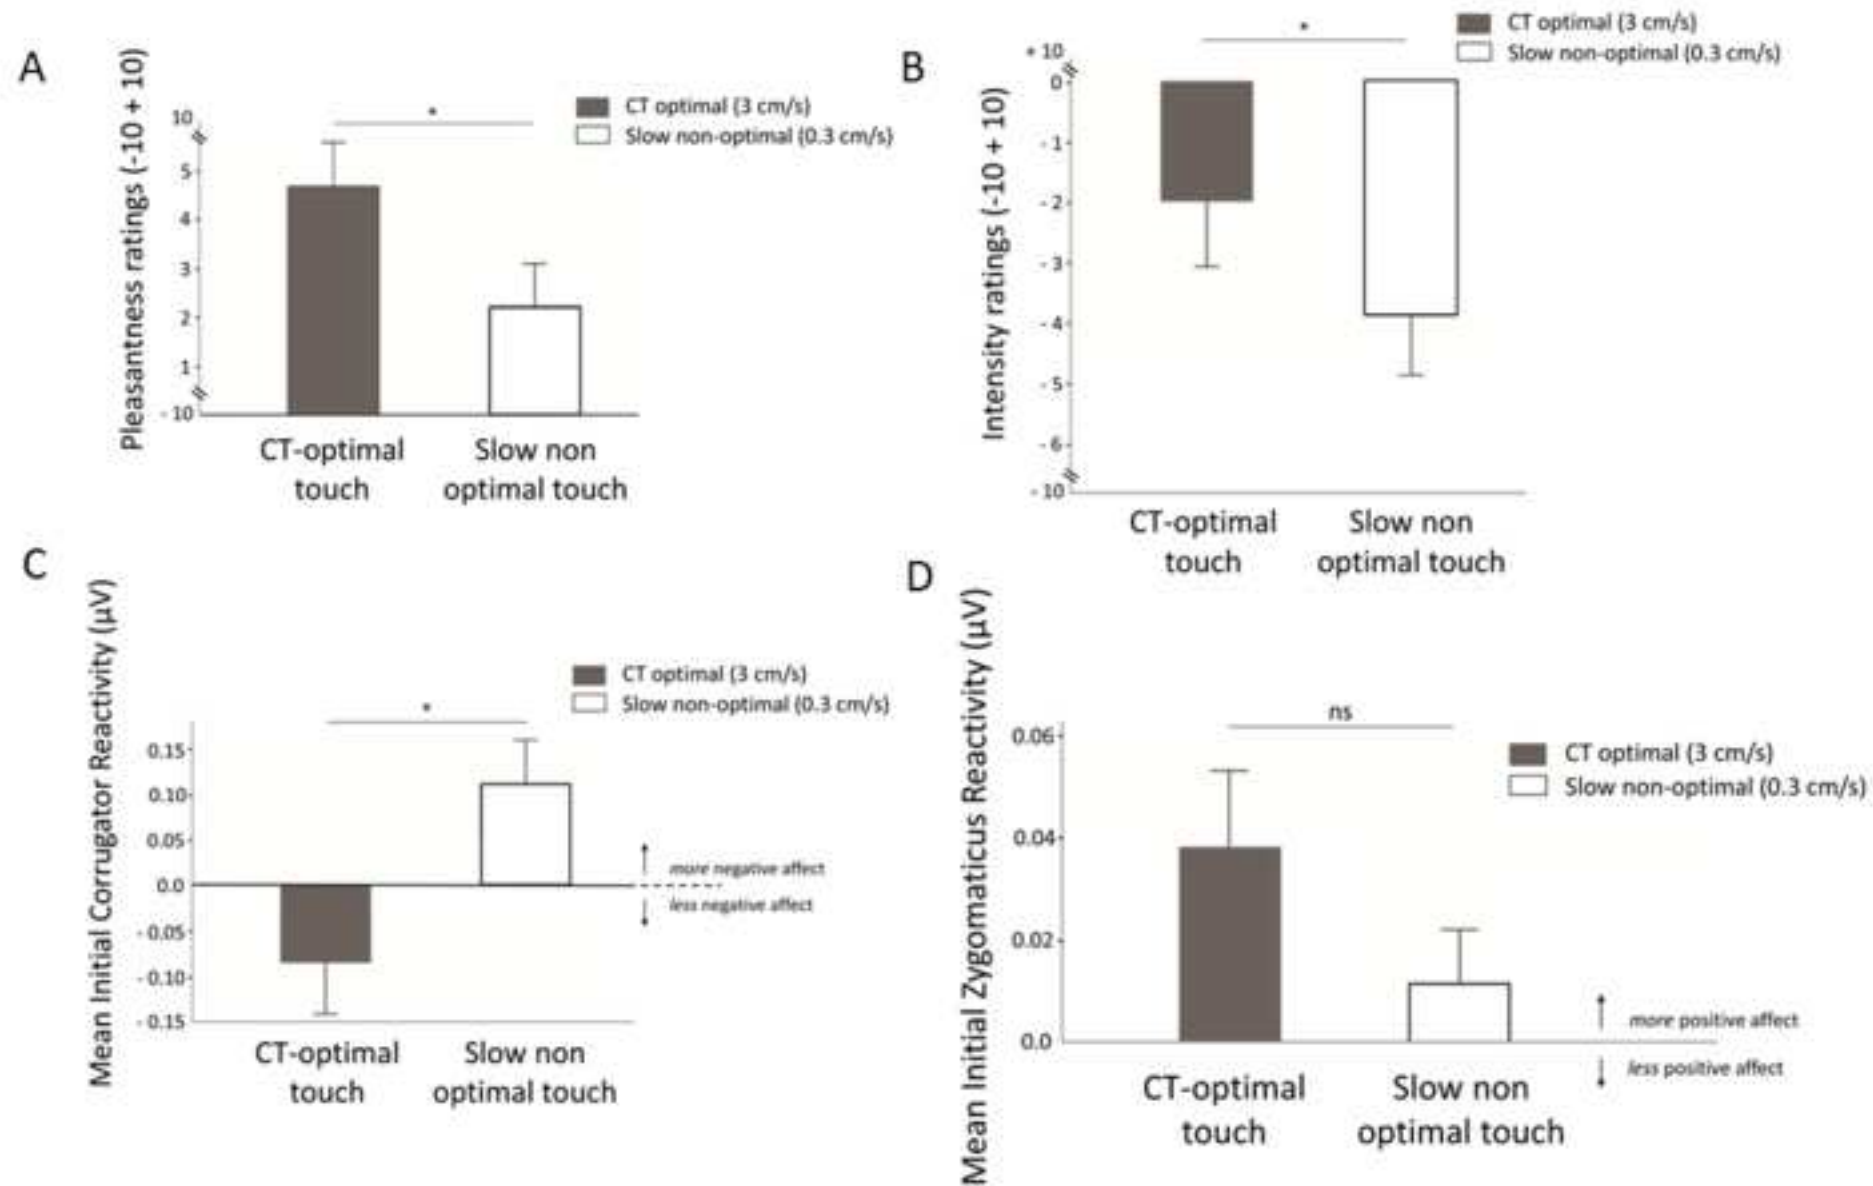 A
Pleasantness ratings (-10 + 10)
10
5
4
3
2
1
- 10
*
CT optimal (3 cm/s)
Slow non-optimal (0.3 cm/s)
CT-optimal
touch
Slow non
optimal touch
B
Intensity ratings (-10 + 10)
+ 10
0
- 1
- 2
- 3
- 4
- 5
- 6
- 10
*
CT optimal (3 cm/s)
Slow non-optimal (0.3 cm/s)
CT-optimal
touch
Slow non
optimal touch
C
Mean Initial Corrugator Reactivity (µV)
0.15
0.10
0.05
0.0
- 0.05
- 0.10
- 0.15
*
CT optimal (3 cm/s)
Slow non-optimal (0.3 cm/s)
more negative affect
less negative affect
CT-optimal
touch
Slow non
optimal touch
D
Mean Initial Zygomaticus Reactivity (µV)
0.06
0.04
0.02
0.0
ns
CT optimal (3 cm/s)
Slow non-optimal (0.3 cm/s)
more positive affect
less positive affect
CT-optimal
touch
Slow non
optimal touch